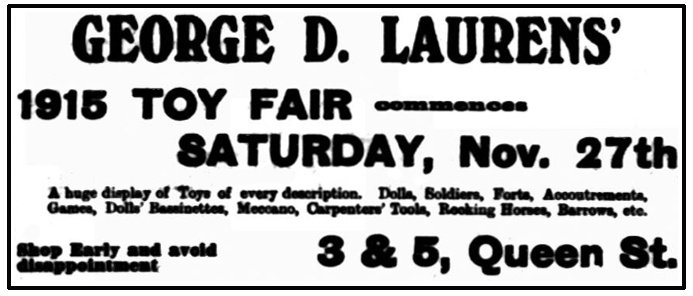 GEORGE D. LAURENS'
1915 TOY FAIR commences
SATURDAY, Nov. 27th
A huge display of Toys of every description. Dolls, Soldiers, Forts, Accoutrements,
Games, Dolls' Bassinettes, Meccano, Carpenters' Tools, Rocking Horses, Barrows, etc.
Shop Early and avoid
disappointment
3 & 5, Queen St.